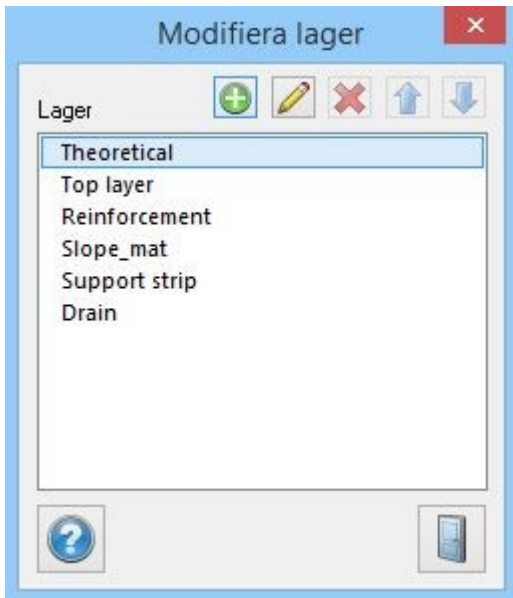 Modifiera lager
Lager
Theoretical
Top layer
Reinforcement
Slope_mat
Support strip
Drain